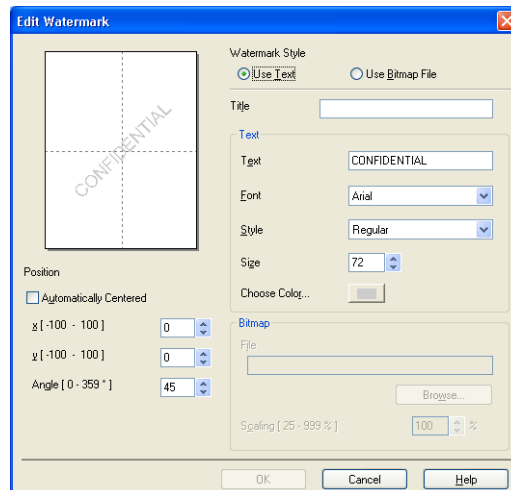 Edit Watermark
CONFIDENTIAL
Position
Automatically Centered
x [ -100 - 100 ] 0
y [ -100 - 100 ] 0
Angle [ 0 - 359 ° ] 45
Watermark Style
Use Text Use Bitmap File
Title
Text
Text CONFIDENTIAL
Font Arial
Style Regular
Size 72
Choose Color...
Bitmap
File
Browse...
Scaling [ 25 - 999 % ] 100 %
OK Cancel Help